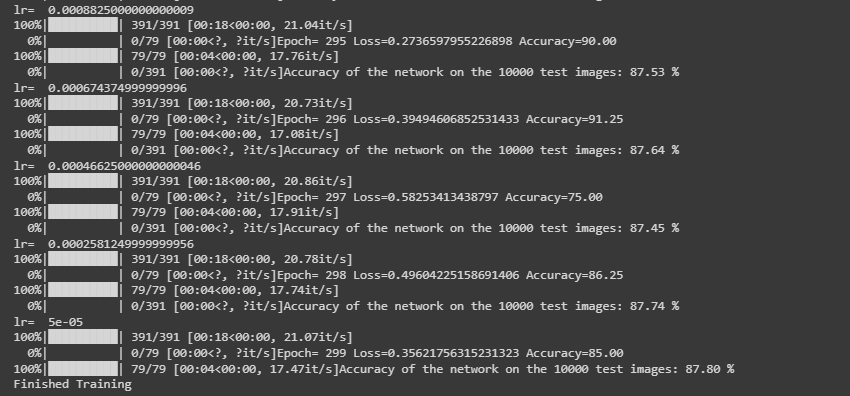 lr=  0.0008825000000000009
100%|██████████| 391/391 [00:18<00:00, 21.04it/s]
0%|          | 0/79 [00:00<?, ?it/s]Epoch= 295 Loss=0.2736597955226898 Accuracy=90.00
100%|██████████| 79/79 [00:04<00:00, 17.76it/s]
0%|          | 0/391 [00:00<?, ?it/s]Accuracy of the network on the 10000 test images: 87.53 %
lr=  0.000674374999999996
100%|██████████| 391/391 [00:18<00:00, 20.73it/s]
0%|          | 0/79 [00:00<?, ?it/s]Epoch= 296 Loss=0.39494606852531433 Accuracy=91.25
100%|██████████| 79/79 [00:04<00:00, 17.08it/s]
0%|          | 0/391 [00:00<?, ?it/s]Accuracy of the network on the 10000 test images: 87.64 %
lr=  0.00046625000000000046
100%|██████████| 391/391 [00:18<00:00, 20.86it/s]
0%|          | 0/79 [00:00<?, ?it/s]Epoch= 297 Loss=0.58253413438797 Accuracy=75.00
100%|██████████| 79/79 [00:04<00:00, 17.91it/s]
0%|          | 0/391 [00:00<?, ?it/s]Accuracy of the network on the 10000 test images: 87.45 %
lr=  0.0002581249999999956
100%|██████████| 391/391 [00:18<00:00, 20.78it/s]
0%|          | 0/79 [00:00<?, ?it/s]Epoch= 298 Loss=0.49604225158691406 Accuracy=86.25
100%|██████████| 79/79 [00:04<00:00, 17.74it/s]
0%|          | 0/391 [00:00<?, ?it/s]Accuracy of the network on the 10000 test images: 87.74 %
lr=  5e-05
100%|██████████| 391/391 [00:18<00:00, 21.07it/s]
0%|          | 0/79 [00:00<?, ?it/s]Epoch= 299 Loss=0.35621756315231323 Accuracy=85.00
100%|██████████| 79/79 [00:04<00:00, 17.47it/s]Accuracy of the network on the 10000 test images: 87.80 %
Finished Training